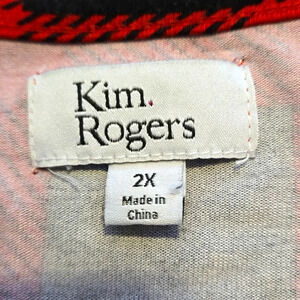 Kim.
Rogers
2X
Made in
China